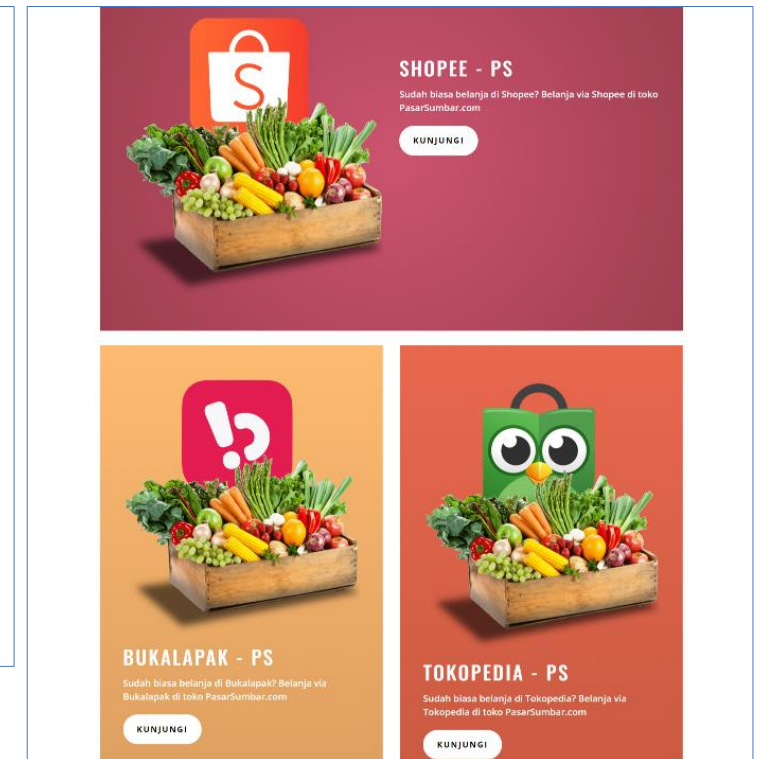 S
SHOPEE - PS
Sudah biasa belanja di Shopee? Belanja via Shopee di toko
PasarSumbar.com
KUNJUNGI
BUKALAPAK - PS
Sudah biasa belanja di Bukalapak? Belanja via
Bukalapak di toko PasarSumbar.com
KUNJUNGI
TOKOPEDIA - PS
Sudah biasa belanja di Tokopedia? Belanja via
Tokopedia di toko PasarSumbar.com
KUNJUNGI